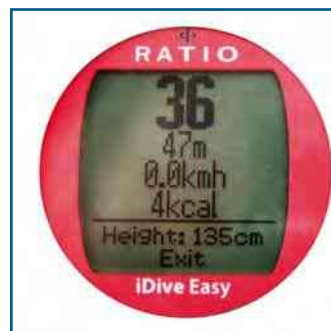 RATIO
36
47m
0.0kmh
4kcal
Height: 135cm
Exit
iDive Easy